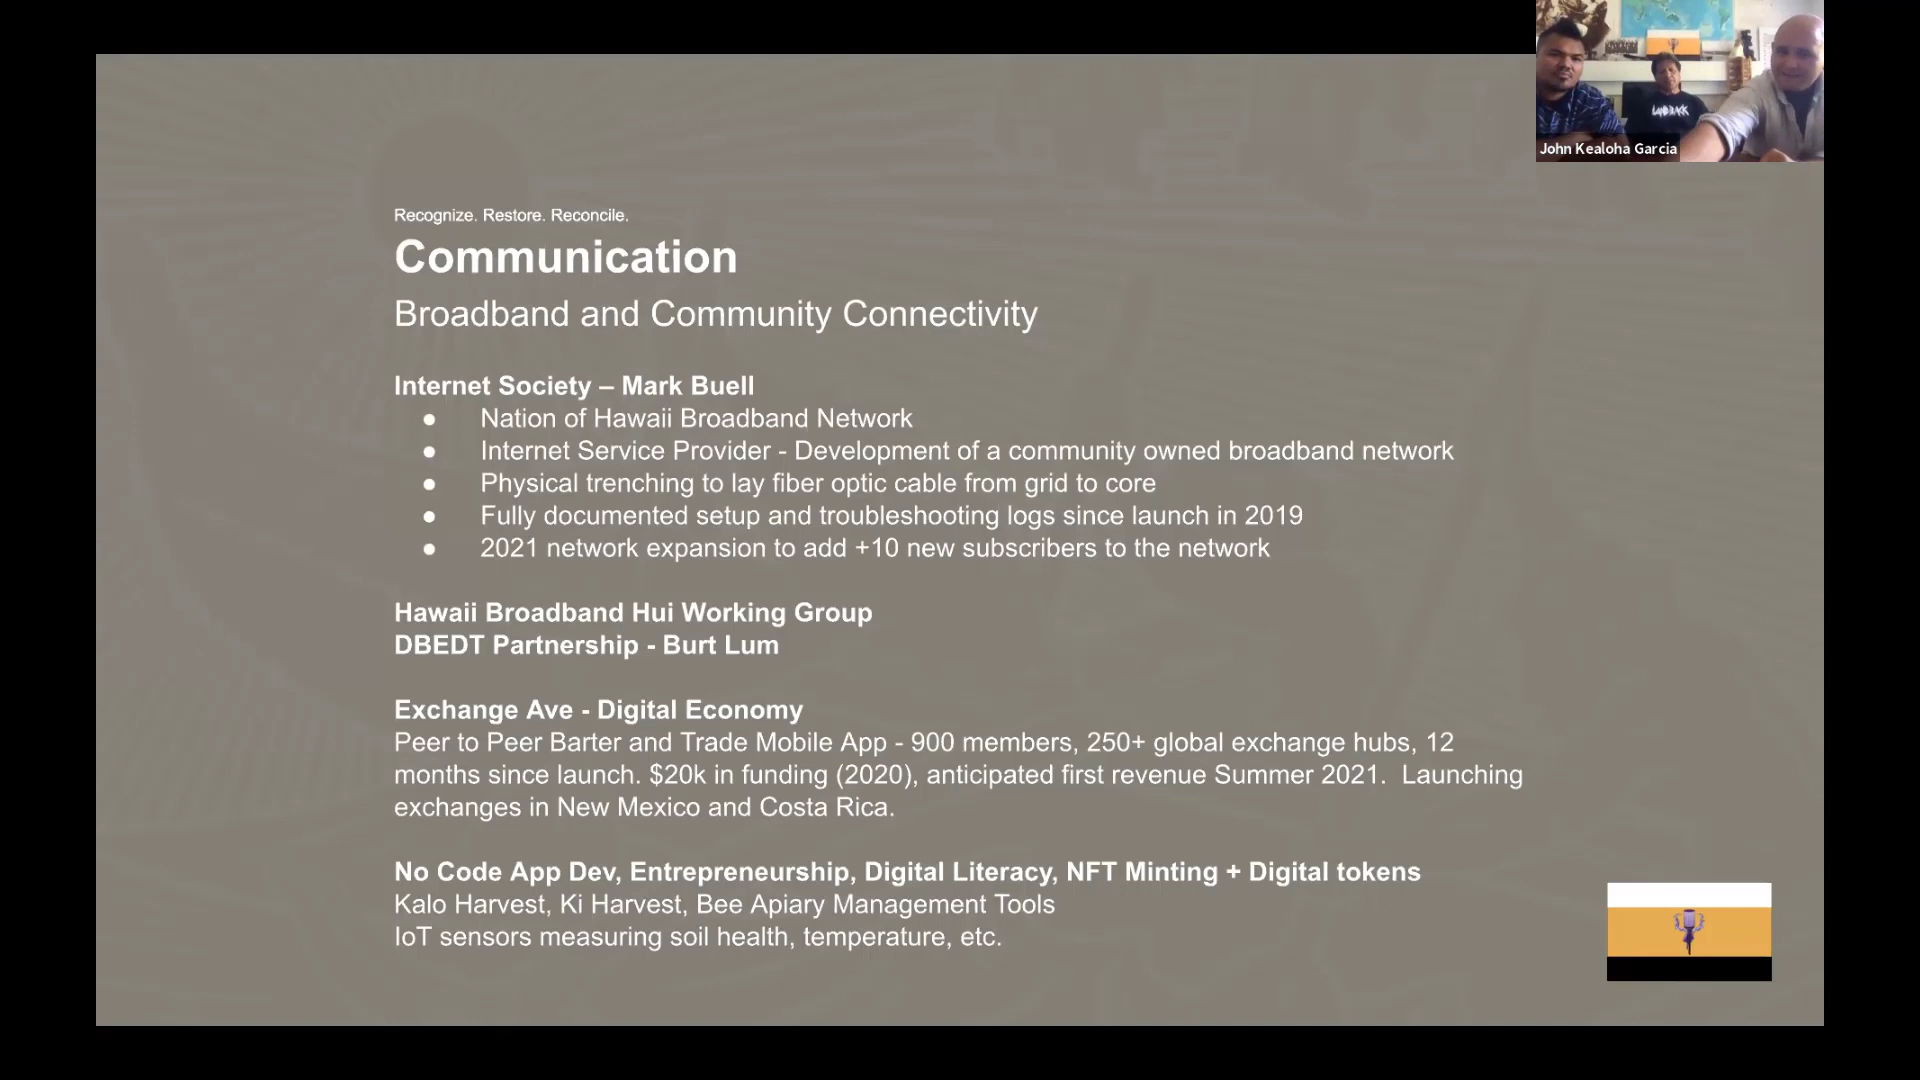 LANDBACK
John Kealoha Garcia
Recognize. Restore. Reconcile.
Communication
Broadband and Community Connectivity
Internet Society – Mark Buell
● Nation of Hawaii Broadband Network
● Internet Service Provider - Development of a community owned broadband network
● Physical trenching to lay fiber optic cable from grid to core
● Fully documented setup and troubleshooting logs since launch in 2019
● 2021 network expansion to add +10 new subscribers to the network
Hawaii Broadband Hui Working Group
DBEDT Partnership - Burt Lum
Exchange Ave - Digital Economy
Peer to Peer Barter and Trade Mobile App - 900 members, 250+ global exchange hubs, 12
months since launch. $20k in funding (2020), anticipated first revenue Summer 2021. Launching
exchanges in New Mexico and Costa Rica.
No Code App Dev, Entrepreneurship, Digital Literacy, NFT Minting + Digital tokens
Kalo Harvest, Ki Harvest, Bee Apiary Management Tools
IoT sensors measuring soil health, temperature, etc.